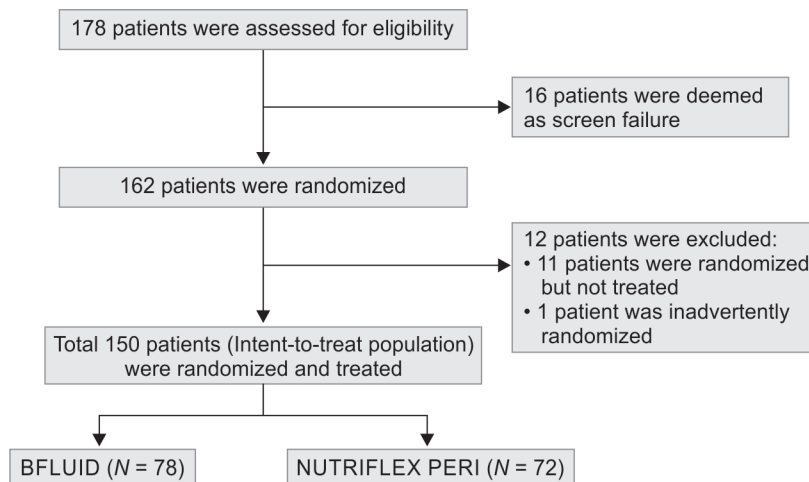 178 patients were assessed for eligibility
16 patients were deemed
as screen failure
162 patients were randomized
12 patients were excluded:
• 11 patients were randomized
but not treated
• 1 patient was inadvertently
randomized
Total 150 patients (Intent-to-treat population)
were randomized and treated
BFLUID (N = 78)
NUTRIFLEX PERI (N = 72)